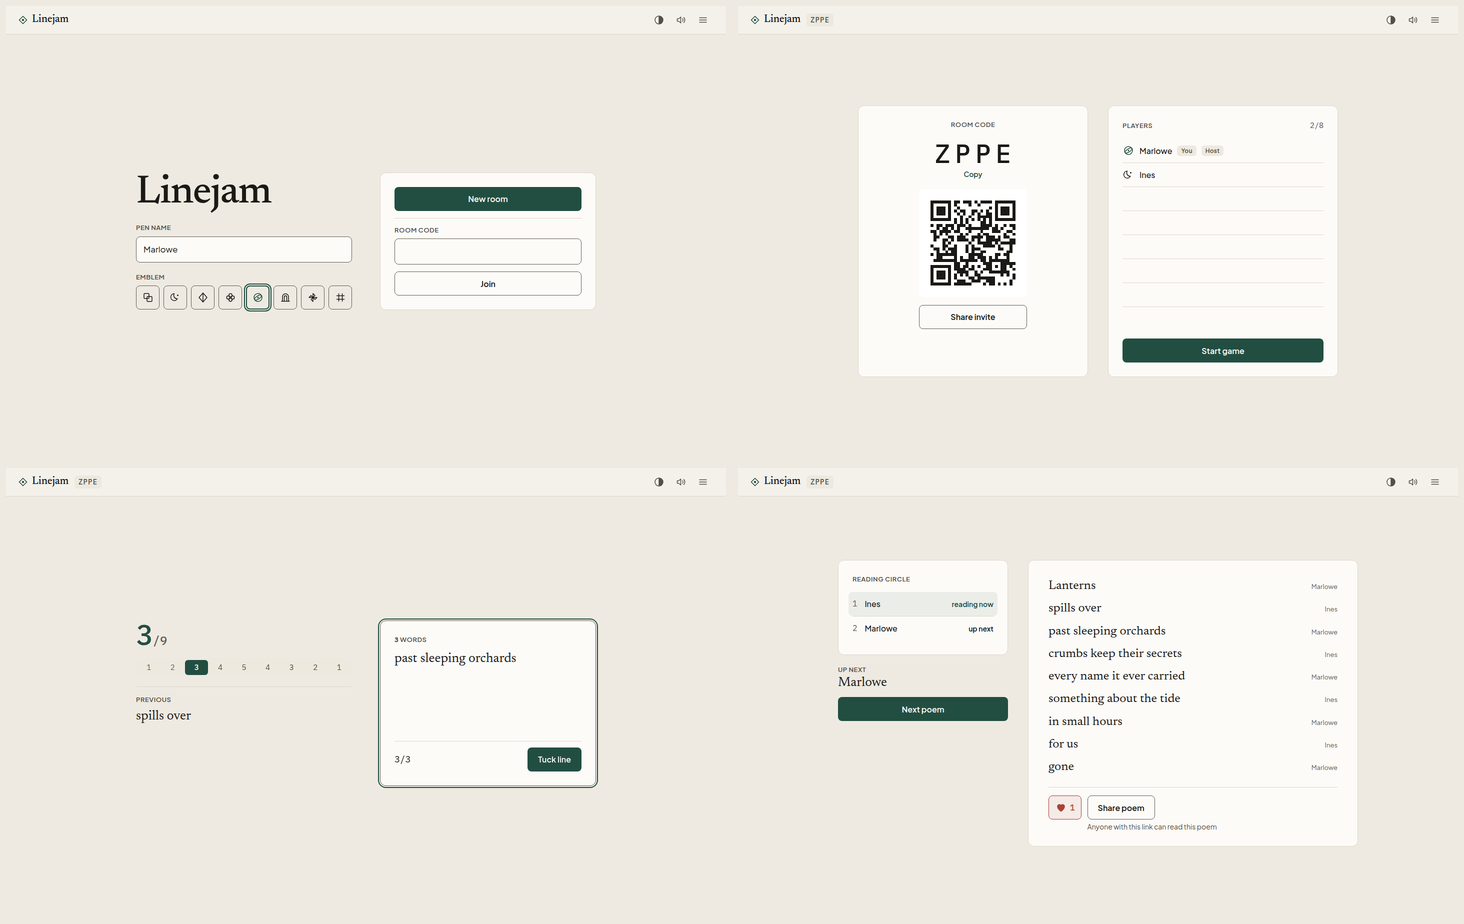 Linejam
Linejam
PEN NAME
Marlowe
EMBLEM
New room
ROOM CODE
Join
Linejam ZPPE
ROOM CODE
ZPPE
Copy
Share invite
PLAYERS 2/8
Marlowe You Host
Ines
Start game
Linejam ZPPE
3/9
1 2 3 4 5 4 3 2 1
PREVIOUS
spills over
3 WORDS
past sleeping orchards
3/3 Tuck line
Linejam ZPPE
READING CIRCLE
1 Ines reading now
2 Marlowe up next
UP NEXT
Marlowe
Next poem
Lanterns Marlowe
spills over Ines
past sleeping orchards Marlowe
crumbs keep their secrets Ines
every name it ever carried Marlowe
something about the tide Ines
in small hours Marlowe
for us Ines
gone Marlowe
1 Share poem
Anyone with this link can read this poem